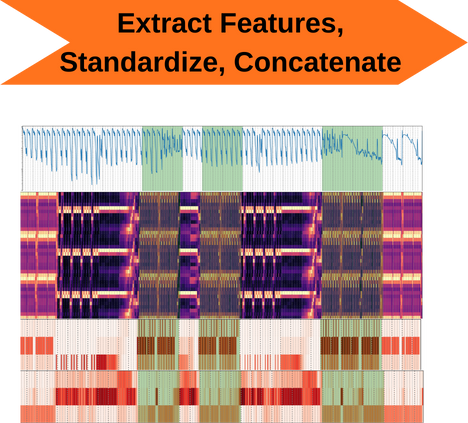 Extract Features,
Standardize, Concatenate